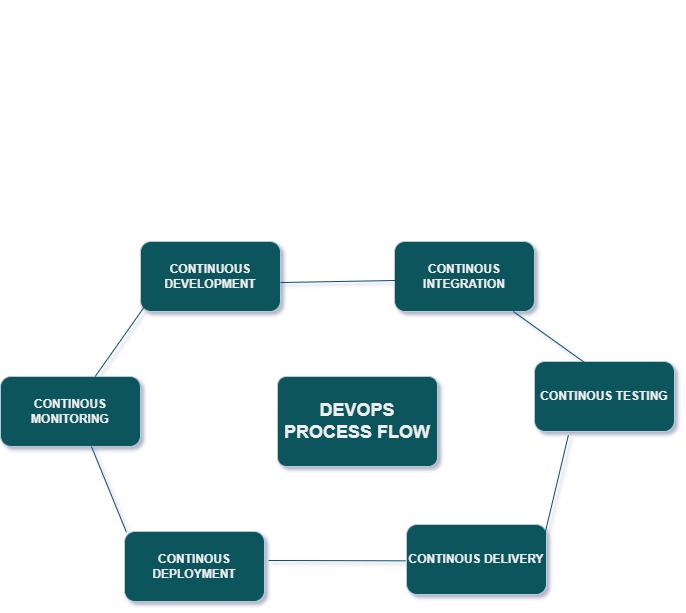 CONTINUOUS
DEVELOPMENT
CONTINOUS
INTEGRATION
CONTINOUS TESTING
CONTINOUS
MONITORING
DEVOPS
PROCESS FLOW
CONTINOUS DELIVERY
CONTINOUS
DEPLOYMENT